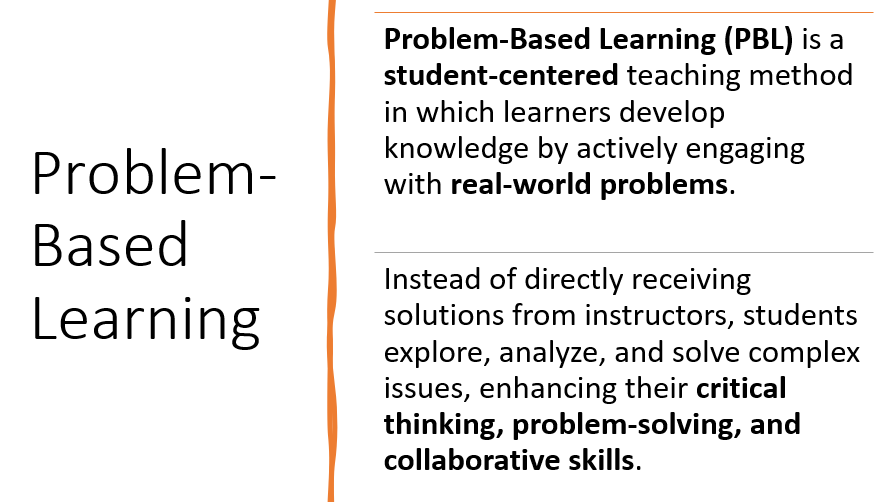 Problem-
Based
Learning
Problem-Based Learning (PBL) is a
student-centered teaching method
in which learners develop
knowledge by actively engaging
with real-world problems.
Instead of directly receiving
solutions from instructors, students
explore, analyze, and solve complex
issues, enhancing their critical
thinking, problem-solving, and
collaborative skills.